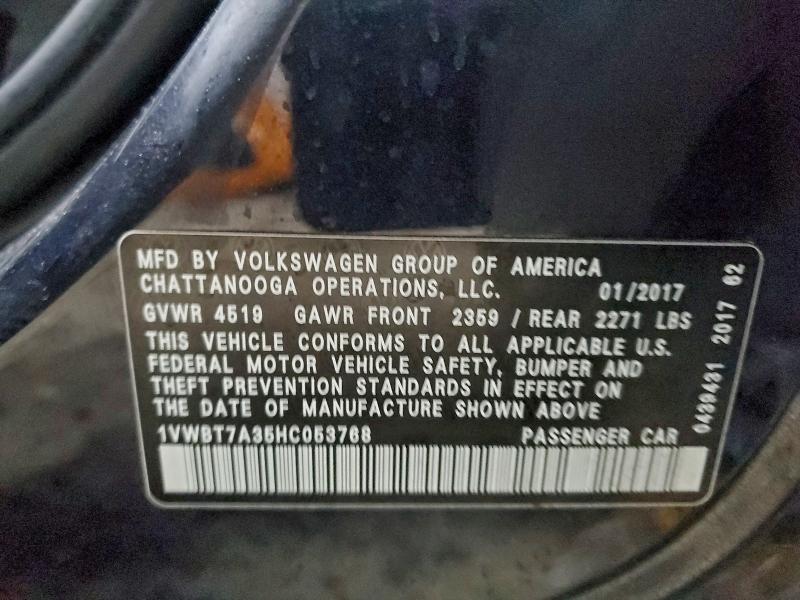 MFD BY VOLKSWAGEN GROUP OF AMERICA
CHATTANOOGA OPERATIONS, LLC. 01/2017
GVWR 4519 GAWR FRONT 2359 / REAR 2271 LBS
THIS VEHICLE CONFORMS TO ALL APPLICABLE U.S.
FEDERAL MOTOR VEHICLE SAFETY, BUMPER AND
THEFT PREVENTION STANDARDS IN EFFECT ON
THE DATE OF MANUFACTURE SHOWN ABOVE
1VWBT7A35HC053768 PASSENGER CAR
0439431 2017 62